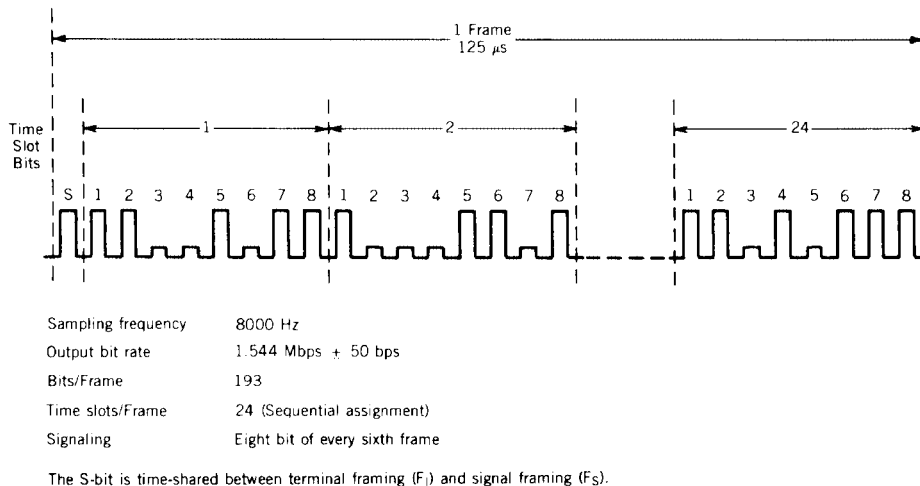 1 Frame
125 μs
Time
Slot
Bits
1
2
24
S 1 2 3 4 5 6 7 8 1 2 3 4 5 6 7 8 1 2 3 4 5 6 7 8
Sampling frequency 8000 Hz
Output bit rate 1.544 Mbps ± 50 bps
Bits/Frame 193
Time slots/Frame 24 (Sequential assignment)
Signaling Eight bit of every sixth frame
The S-bit is time-shared between terminal framing (Fₗ) and signal framing (Fₛ).